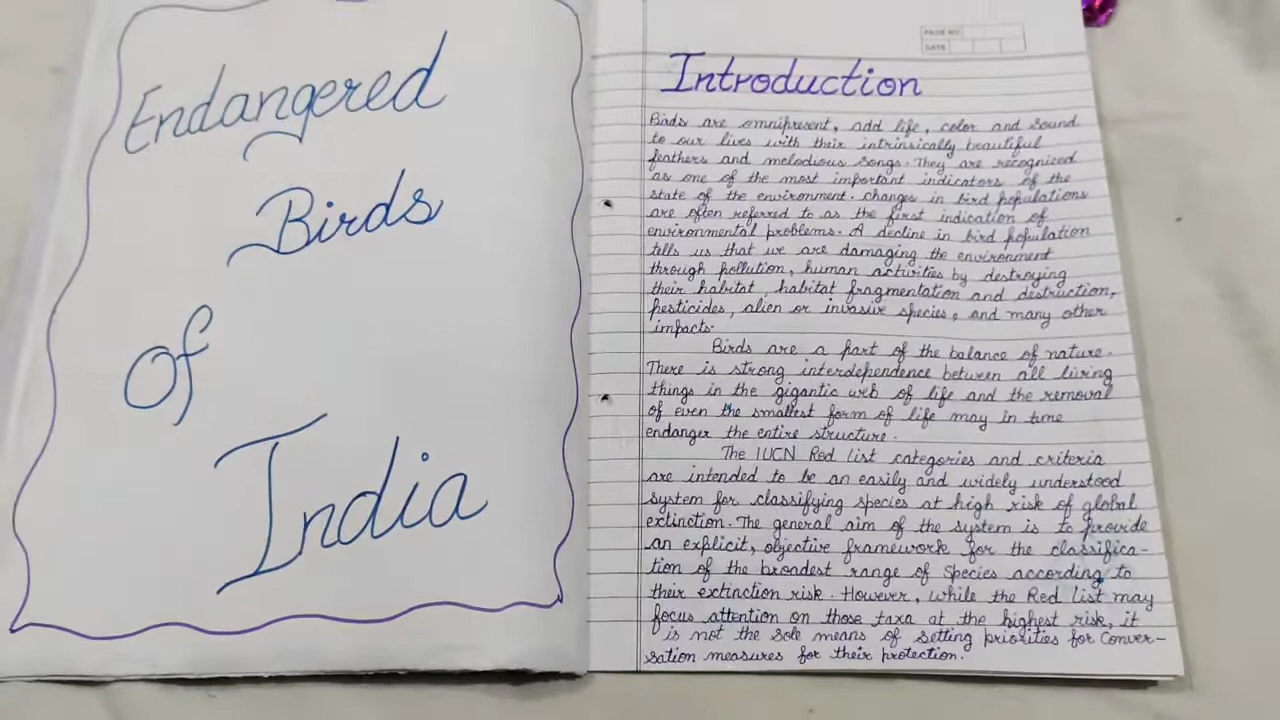 Endangered
Birds
of
India
PAGE NO
DATE
Introduction
Birds are omnipresent, add life, color and sound
to our lives with their intrinsically beautiful
feathers and melodious songs. They are recognised
as one of the most important indicators of the
state of the environment. changes in bird populations
are often referred to as the first indication of
environmental problems. A decline in bird population
tells us that we are damaging the environment
through pollution, human activities by destroying
their habitat, habitat fragmentation and destruction,
pesticides, alien or invasive species, and many other
impacts.
Birds are a part of the balance of nature.
There is strong interdependence between all living
things in the gigantic web of life and the removal
of even the smallest form of life may in time
endanger the entire structure.
The IUCN Red list categories and criteria
are intended to be an easily and widely understood
system for classifying species at high risk of global
extinction. The general aim of the system is to provide
an explicit, objective framework for the classifica-
tion of the broadest range of species according to
their extinction risk. However, while the Red list may
focus attention on those taxa at the highest risk, it
is not the sole means of setting priorities for Conver-
sation measures for their protection.